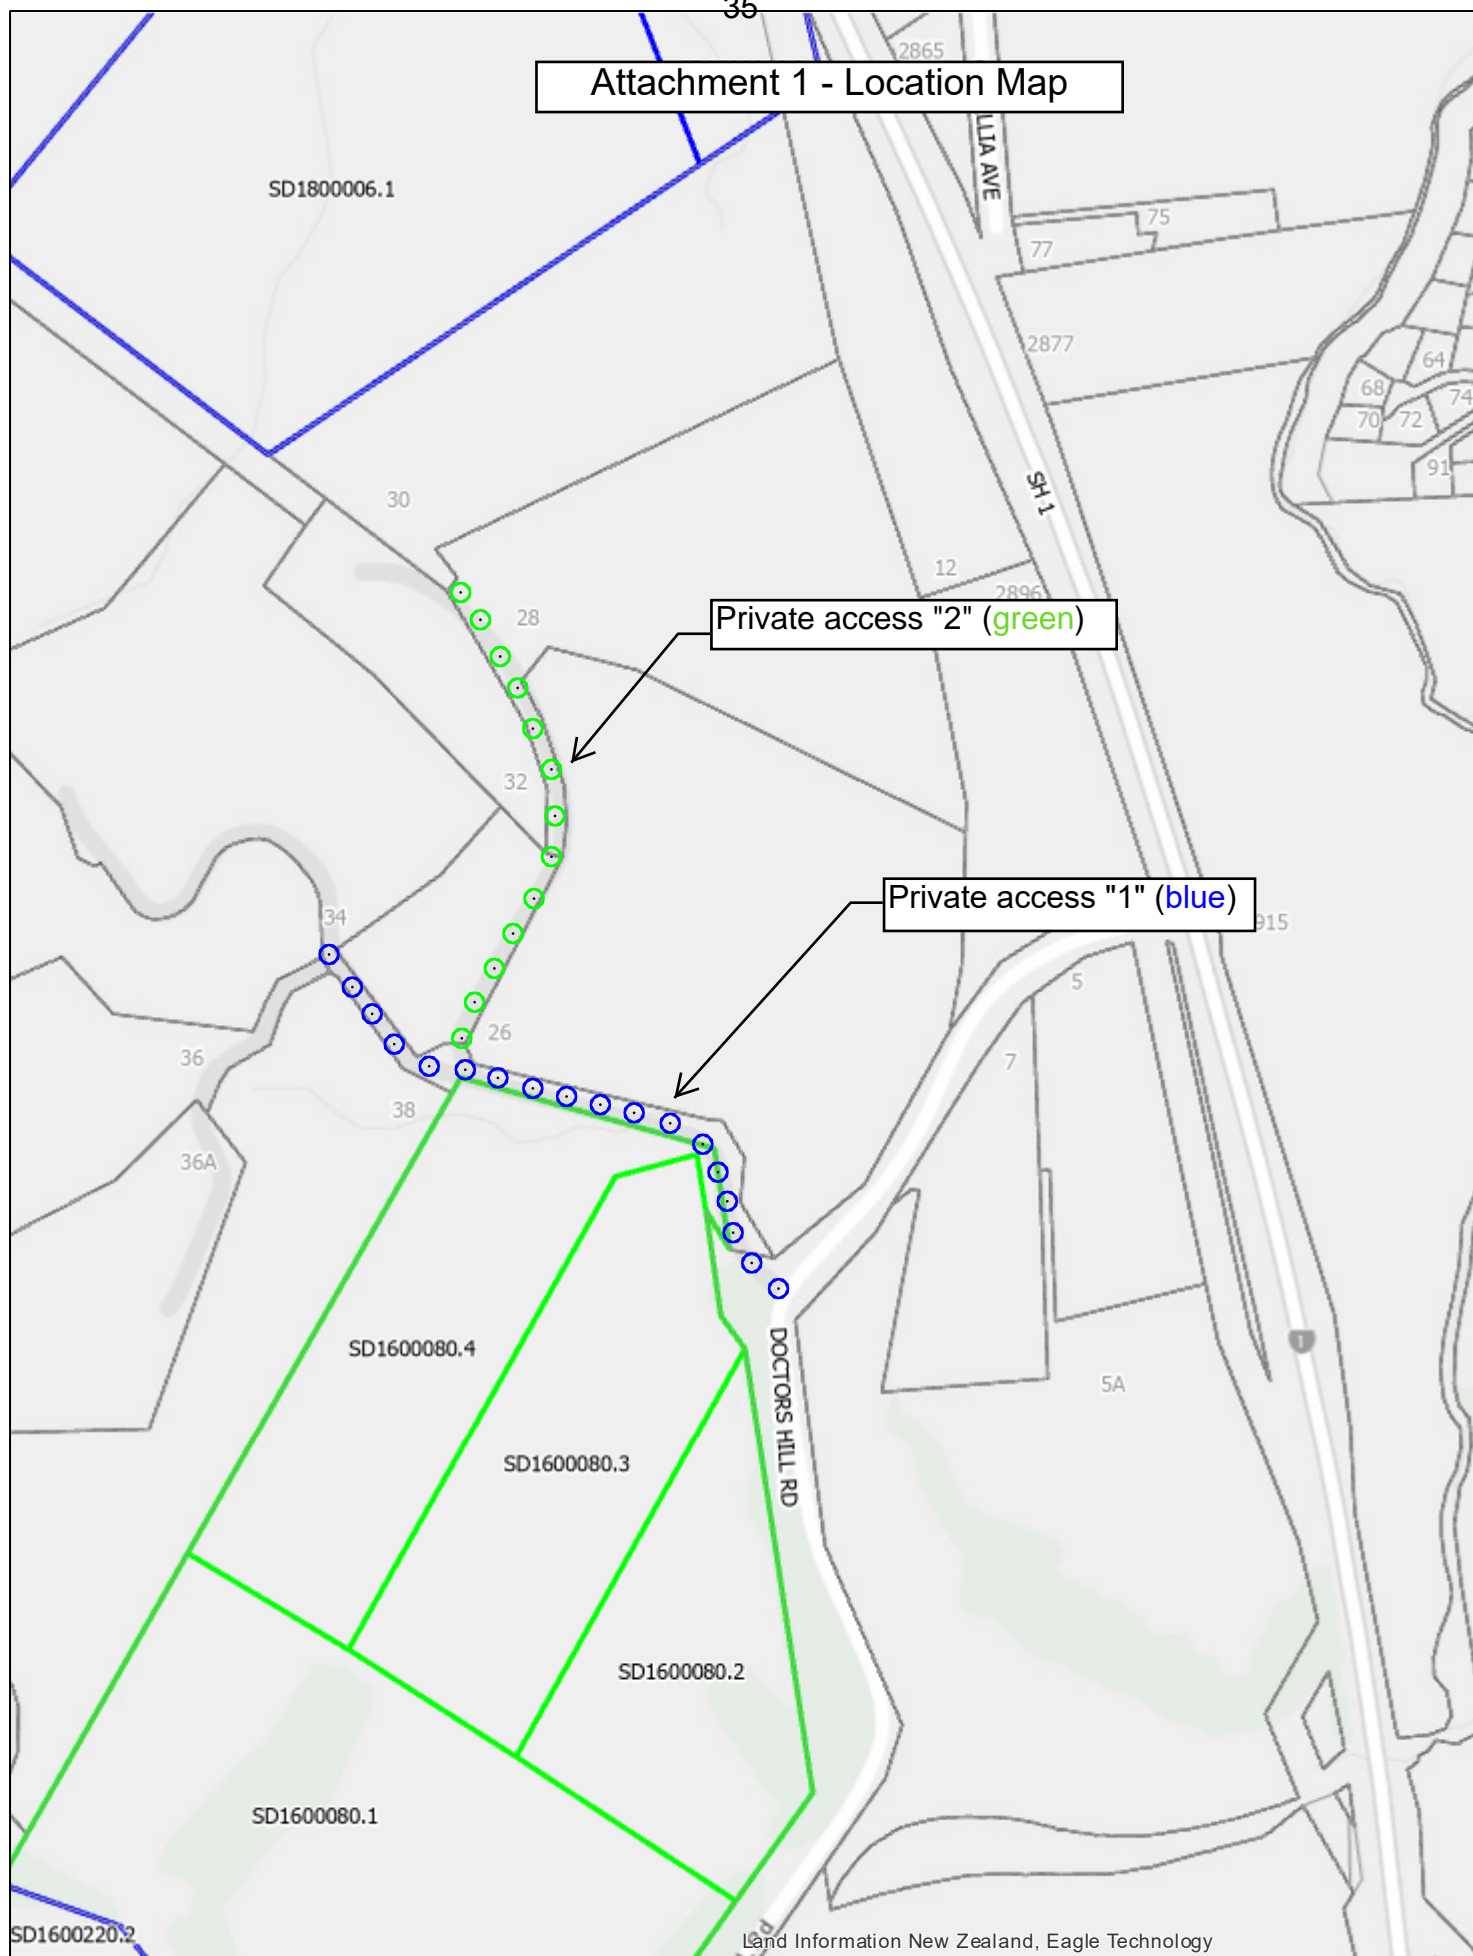 35
2865
Attachment 1 - Location Map
LLIA AVE
SD1800006.1
75
77
2877
64
68
74
70
72
91
SH 1
30
12
2896
28
Private access "2" (green)
32
Private access "1" (blue)
34
915
5
26
7
36
38
36A
SD1600080.4
1
DOCTORS HILL RD
5A
SD1600080.3
SD1600080.2
SD1600080.1
SD1600220.2
Land Information New Zealand, Eagle Technology